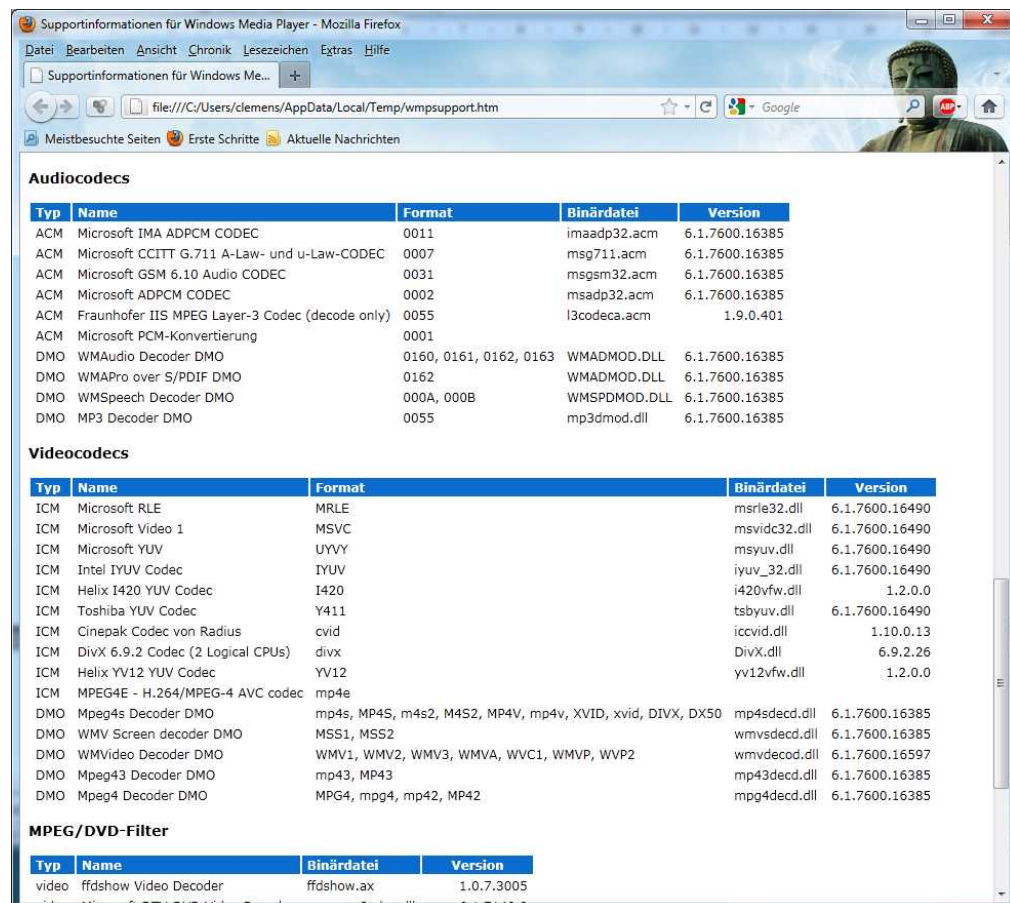 Supportinformationen für Windows Media Player - Mozilla Firefox
Datei Bearbeiten Ansicht Chronik Lesezeichen Extras Hilfe
Supportinformationen für Windows Me...
file:///C:/Users/clemens/AppData/Local/Temp/wmpsupport.htm Google ABP
Meistbesuchte Seiten Erste Schritte Aktuelle Nachrichten
Audiocodecs
Typ Name Format Binärdatei Version
ACM Microsoft IMA ADPCM CODEC 0011 imaadp32.acm 6.1.7600.16385
ACM Microsoft CCITT G.711 A-Law- und u-Law-CODEC 0007 msg711.acm 6.1.7600.16385
ACM Microsoft GSM 6.10 Audio CODEC 0031 msgsm32.acm 6.1.7600.16385
ACM Microsoft ADPCM CODEC 0002 msadp32.acm 6.1.7600.16385
ACM Fraunhofer IIS MPEG Layer-3 Codec (decode only) 0055 l3codeca.acm 1.9.0.401
ACM Microsoft PCM-Konvertierung 0001
DMO WMAudio Decoder DMO 0160, 0161, 0162, 0163 WMADMOD.DLL 6.1.7600.16385
DMO WMAPro over S/PDIF DMO 0162 WMADMOD.DLL 6.1.7600.16385
DMO WMSpeech Decoder DMO 000A, 000B WMSPDMOD.DLL 6.1.7600.16385
DMO MP3 Decoder DMO 0055 mp3dmod.dll 6.1.7600.16385
Videocodecs
Typ Name Format Binärdatei Version
ICM Microsoft RLE MRLE msrle32.dll 6.1.7600.16490
ICM Microsoft Video 1 MSVC msvidc32.dll 6.1.7600.16490
ICM Microsoft YUV UYVY msyuv.dll 6.1.7600.16490
ICM Intel IYUV Codec IYUV iyuv_32.dll 6.1.7600.16490
ICM Helix I420 YUV Codec I420 i420vfw.dll 1.2.0.0
ICM Toshiba YUV Codec Y411 tsbyuv.dll 6.1.7600.16490
ICM Cinepak Codec von Radius cvid iccvid.dll 1.10.0.13
ICM DivX 6.9.2 Codec (2 Logical CPUs) divx DivX.dll 6.9.2.26
ICM Helix YV12 YUV Codec YV12 yv12vfw.dll 1.2.0.0
ICM MPEG4E - H.264/MPEG-4 AVC codec mp4e
DMO Mpeg4s Decoder DMO mp4s, MP4S, m4s2, M4S2, MP4V, mp4v, XVID, xvid, DIVX, DX50 mp4sdecd.dll 6.1.7600.16385
DMO WMV Screen decoder DMO MSS1, MSS2 wmvsdecd.dll 6.1.7600.16385
DMO WMVideo Decoder DMO WMV1, WMV2, WMV3, WMVA, WVC1, WMVP, WVP2 wmvdecod.dll 6.1.7600.16597
DMO Mpeg43 Decoder DMO mp43, MP43 mp43decd.dll 6.1.7600.16385
DMO Mpeg4 Decoder DMO MPG4, mpg4, mp42, MP42 mpg4decd.dll 6.1.7600.16385
MPEG/DVD-Filter
Typ Name Binärdatei Version
video ffdshow Video Decoder ffdshow.ax 1.0.7.3005